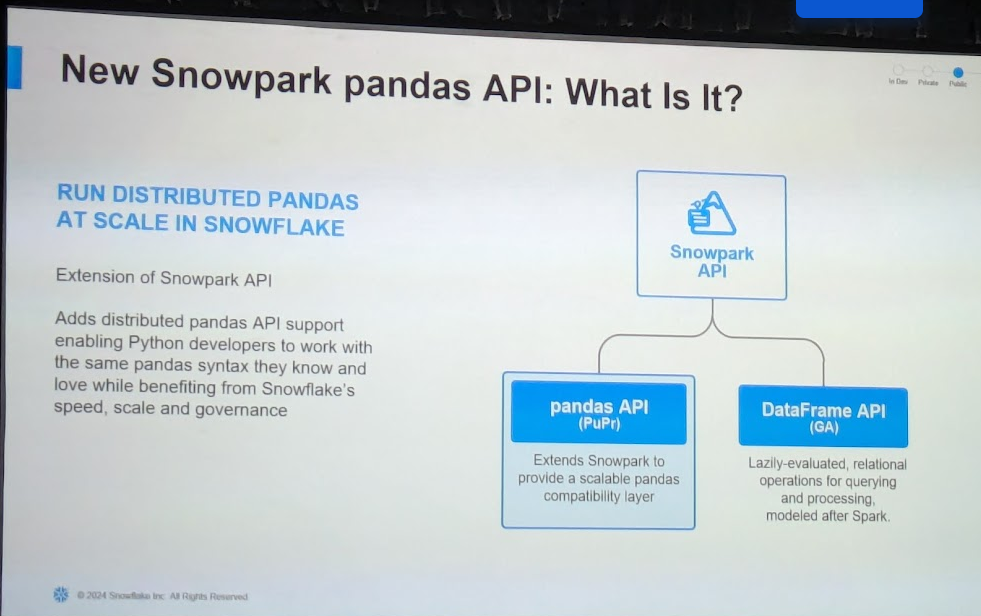 New Snowpark pandas API: What Is It?
In Dev Private Public
RUN DISTRIBUTED PANDAS
AT SCALE IN SNOWFLAKE
Extension of Snowpark API
Adds distributed pandas API support
enabling Python developers to work with
the same pandas syntax they know and
love while benefiting from Snowflake's
speed, scale and governance
Snowpark
API
pandas API
(PuPr)
Extends Snowpark to
provide a scalable pandas
compatibility layer
DataFrame API
(GA)
Lazily-evaluated, relational
operations for querying
and processing,
modeled after Spark.
© 2024 Snowflake Inc. All Rights Reserved